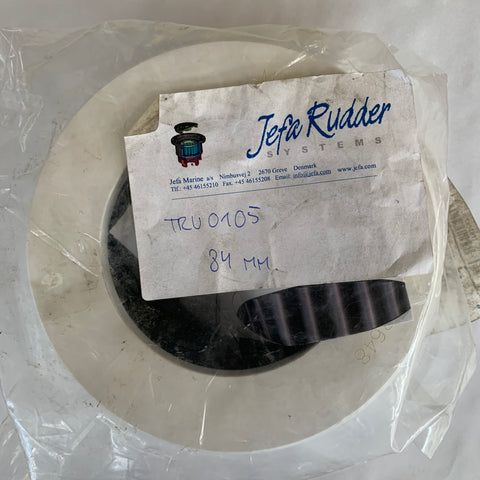 Jefa Rudder
SYSTEMS
Jefa Marine a/s Nimbusvej 2 2670 Greve Denmark www.jefa.com
Tlf.: +45 46155210 Fax. +45 46155208 Email: info@jefa.com
TRU0105
84 MM.